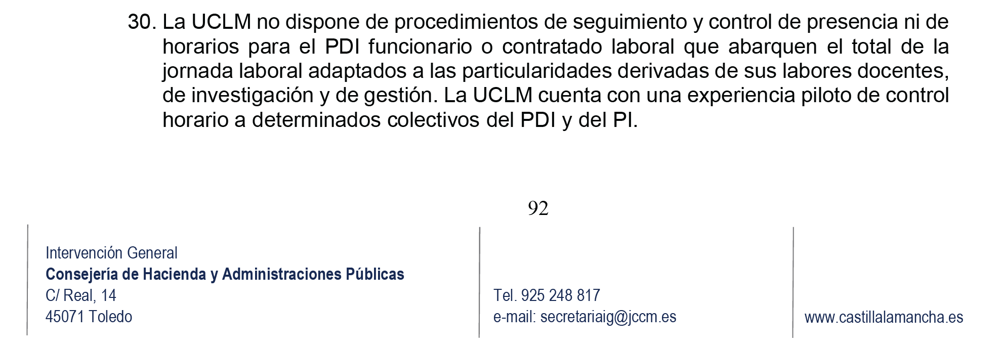 30. La UCLM no dispone de procedimientos de seguimiento y control de presencia ni de
horarios para el PDI funcionario o contratado laboral que abarquen el total de la
jornada laboral adaptados a las particularidades derivadas de sus labores docentes,
de investigación y de gestión. La UCLM cuenta con una experiencia piloto de control
horario a determinados colectivos del PDI y del PI.
92
Intervención General
Consejería de Hacienda y Administraciones Públicas
C/ Real, 14
45071 Toledo
Tel. 925 248 817
e-mail: secretariaig@jccm.es
www.castillalamancha.es